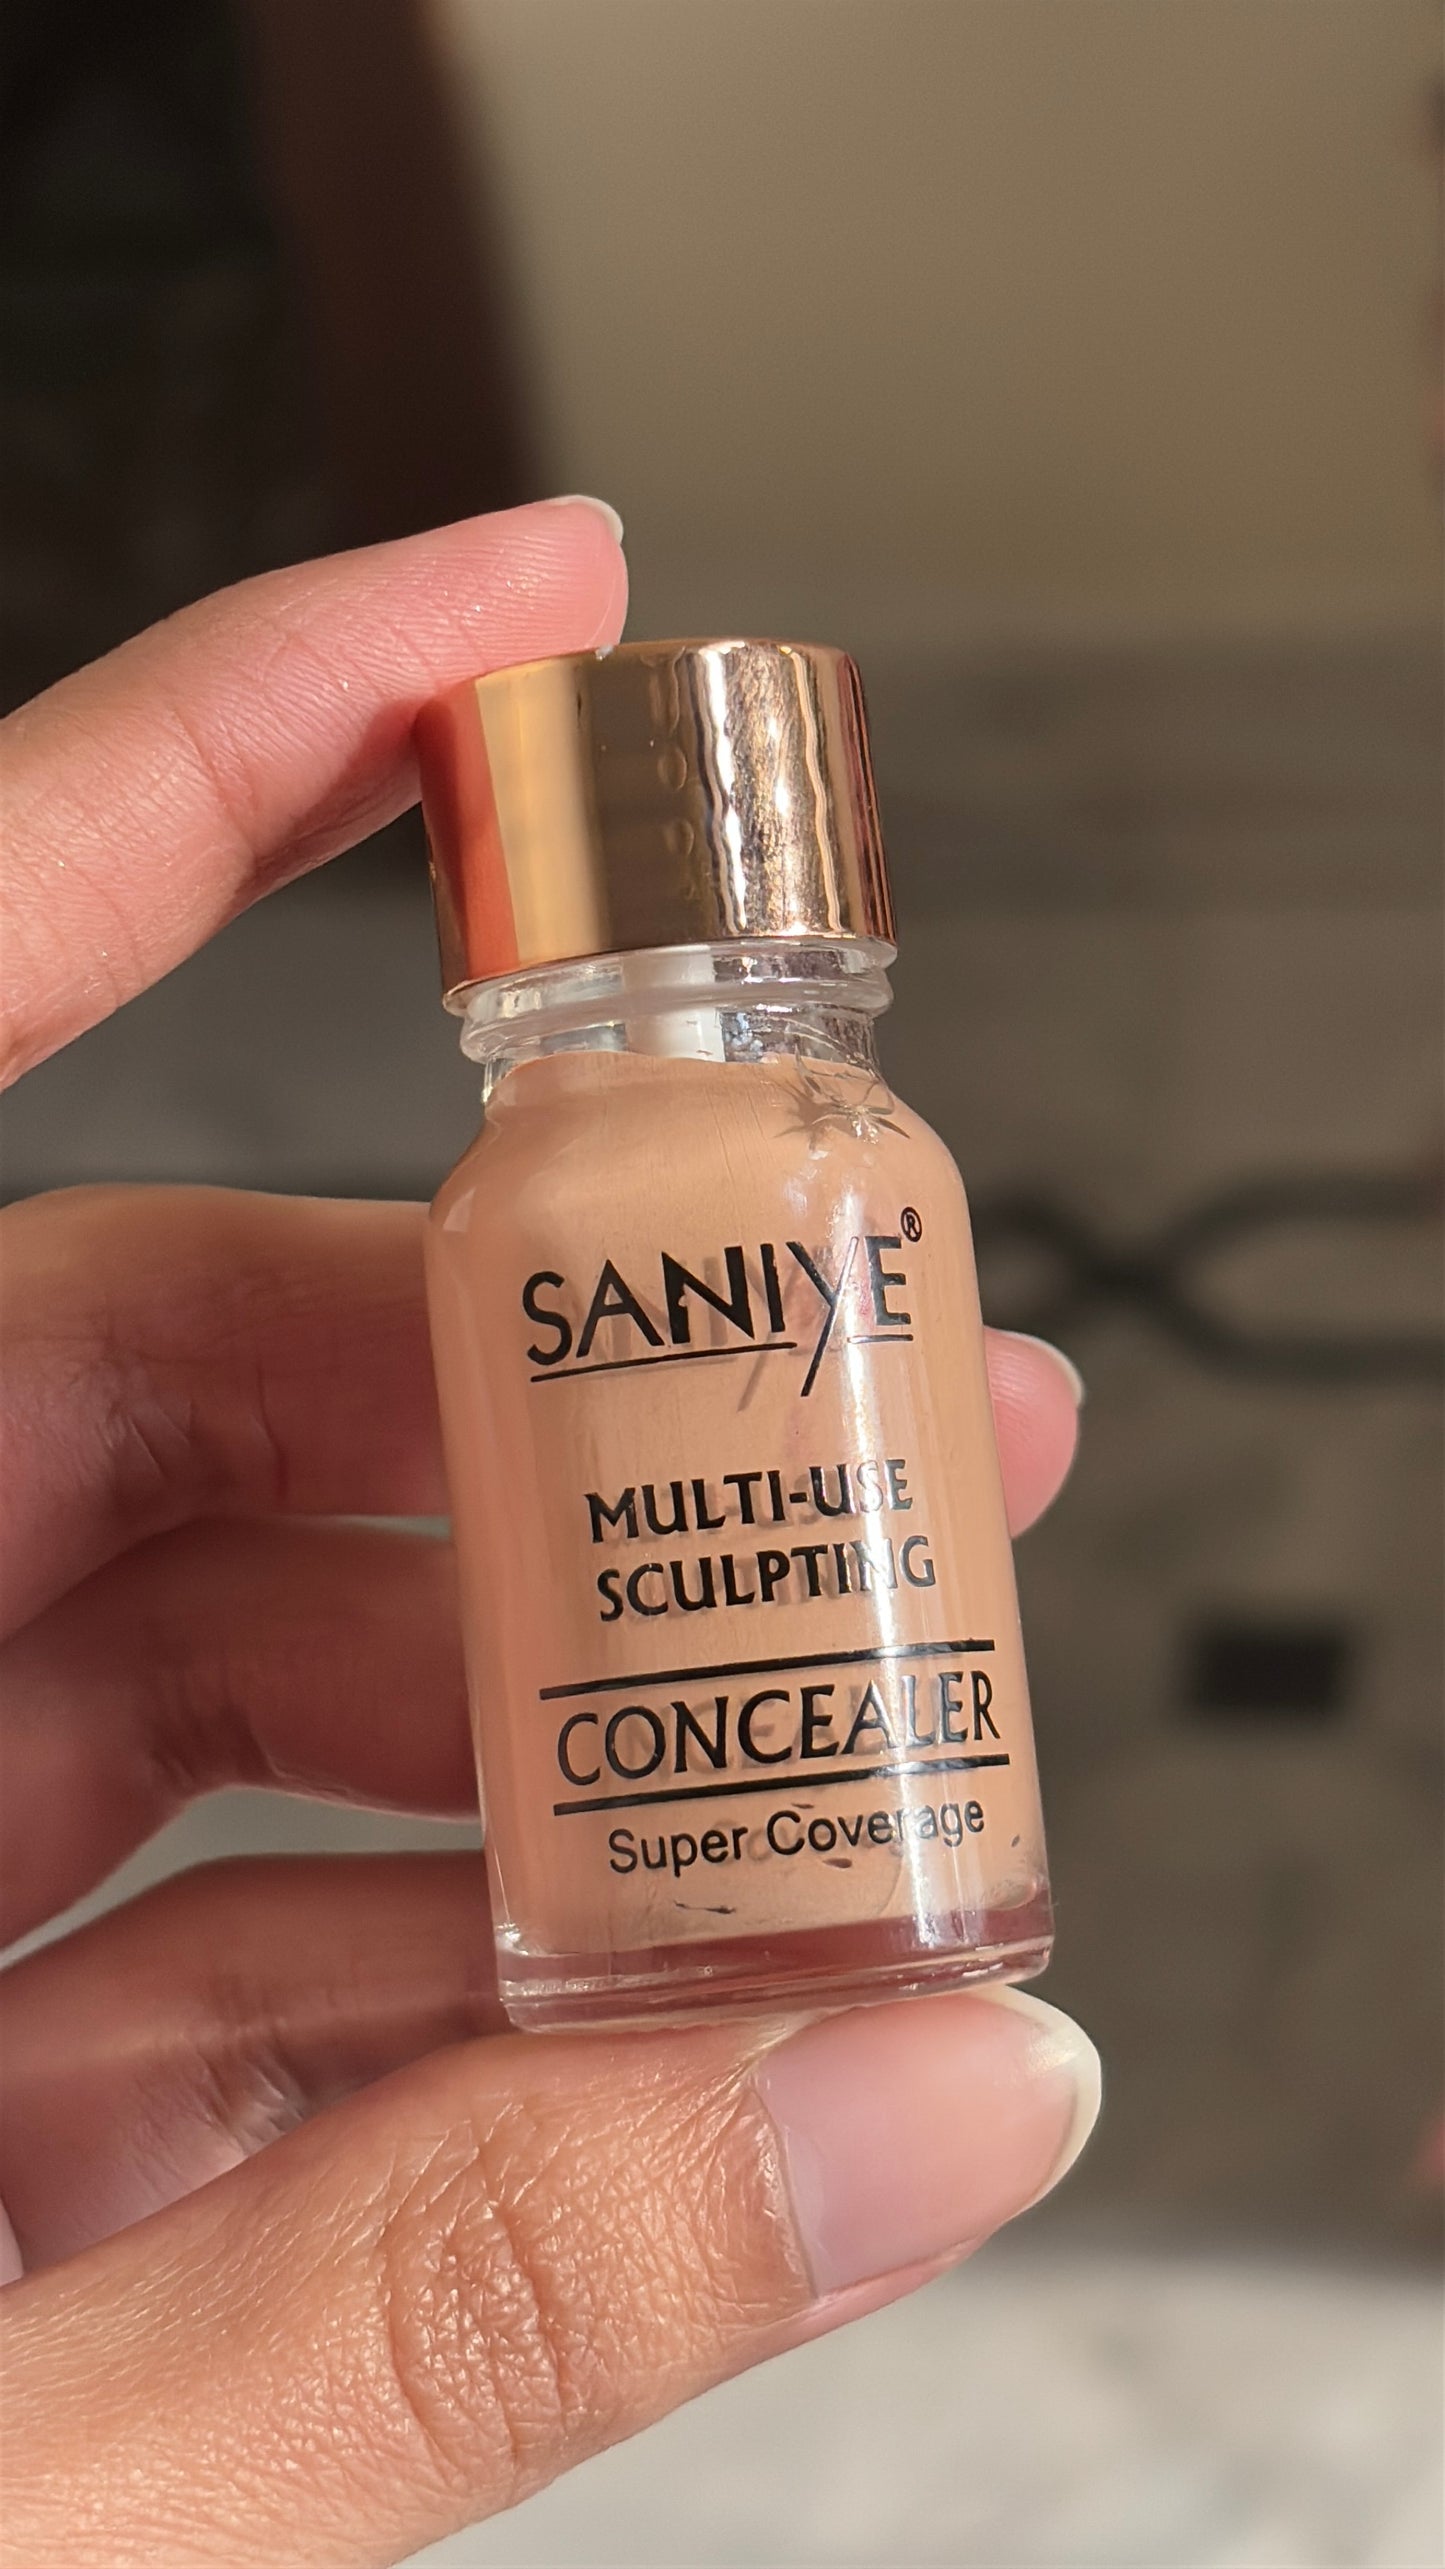 SANIYE®
MULTI-USE
SCULPTING
CONCEALER
Super Coverage